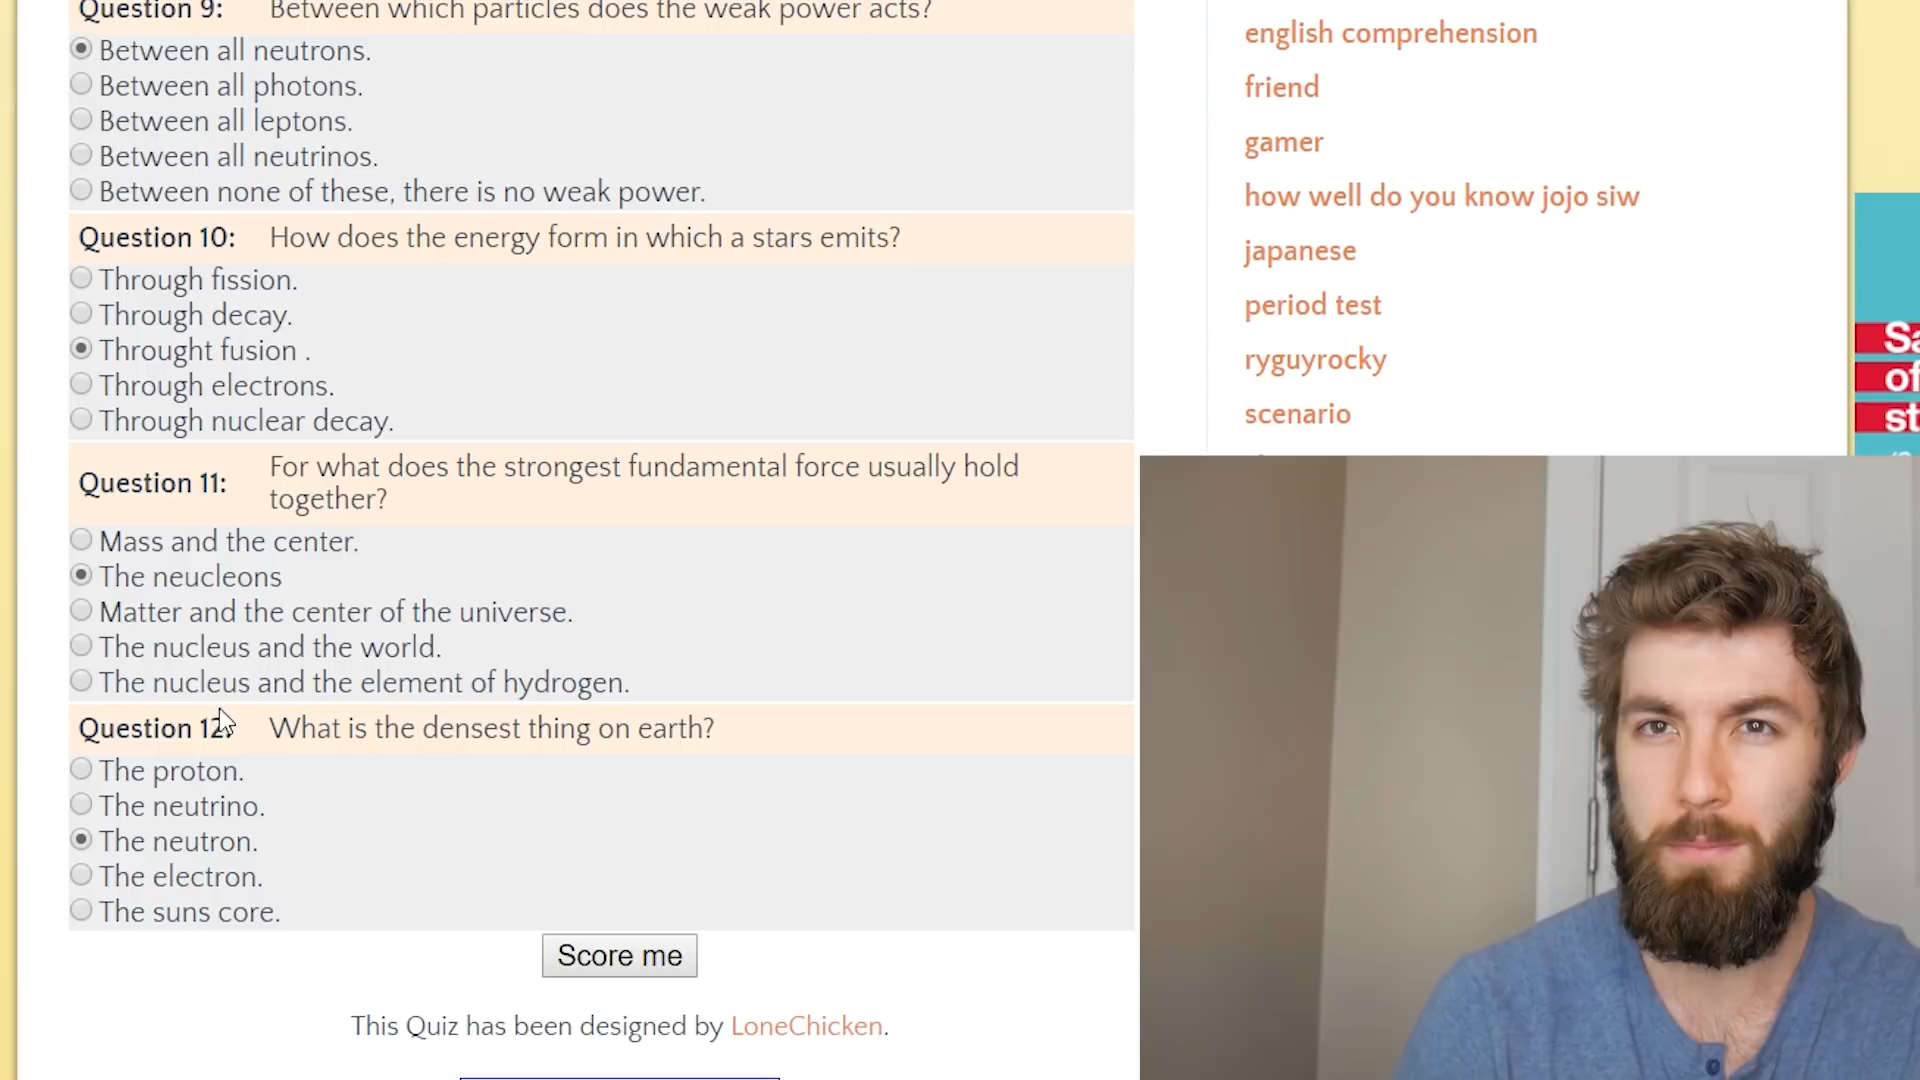 Question 9: Between which particles does the weak power acts?
Between all neutrons.
Between all photons.
Between all leptons.
Between all neutrinos.
Between none of these, there is no weak power.
Question 10: How does the energy form in which a stars emits?
Through fission.
Through decay.
Throught fusion .
Through electrons.
Through nuclear decay.
Question 11: For what does the strongest fundamental force usually hold
together?
Mass and the center.
The neucleons
Matter and the center of the universe.
The nucleus and the world.
The nucleus and the element of hydrogen.
Question 12: What is the densest thing on earth?
The proton.
The neutrino.
The neutron.
The electron.
The suns core.
Score me
This Quiz has been designed by LoneChicken.
english comprehension
friend
gamer
how well do you know jojo siw
japanese
period test
ryguyrocky
scenario
Sa
of
st